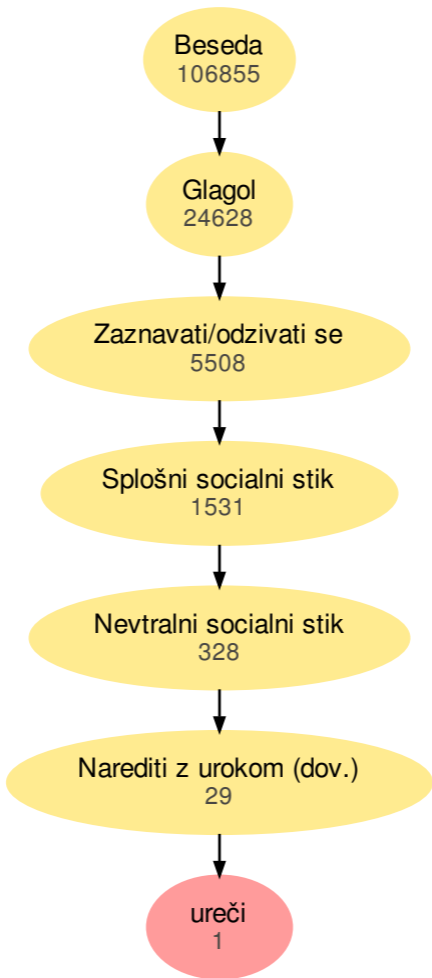 Beseda
106855
Glagol
24628
Zaznavati/odzivati se
5508
Splošni socialni stik
1531
Nevtralni socialni stik
328
Narediti z urokom (dov.)
29
ureči
1